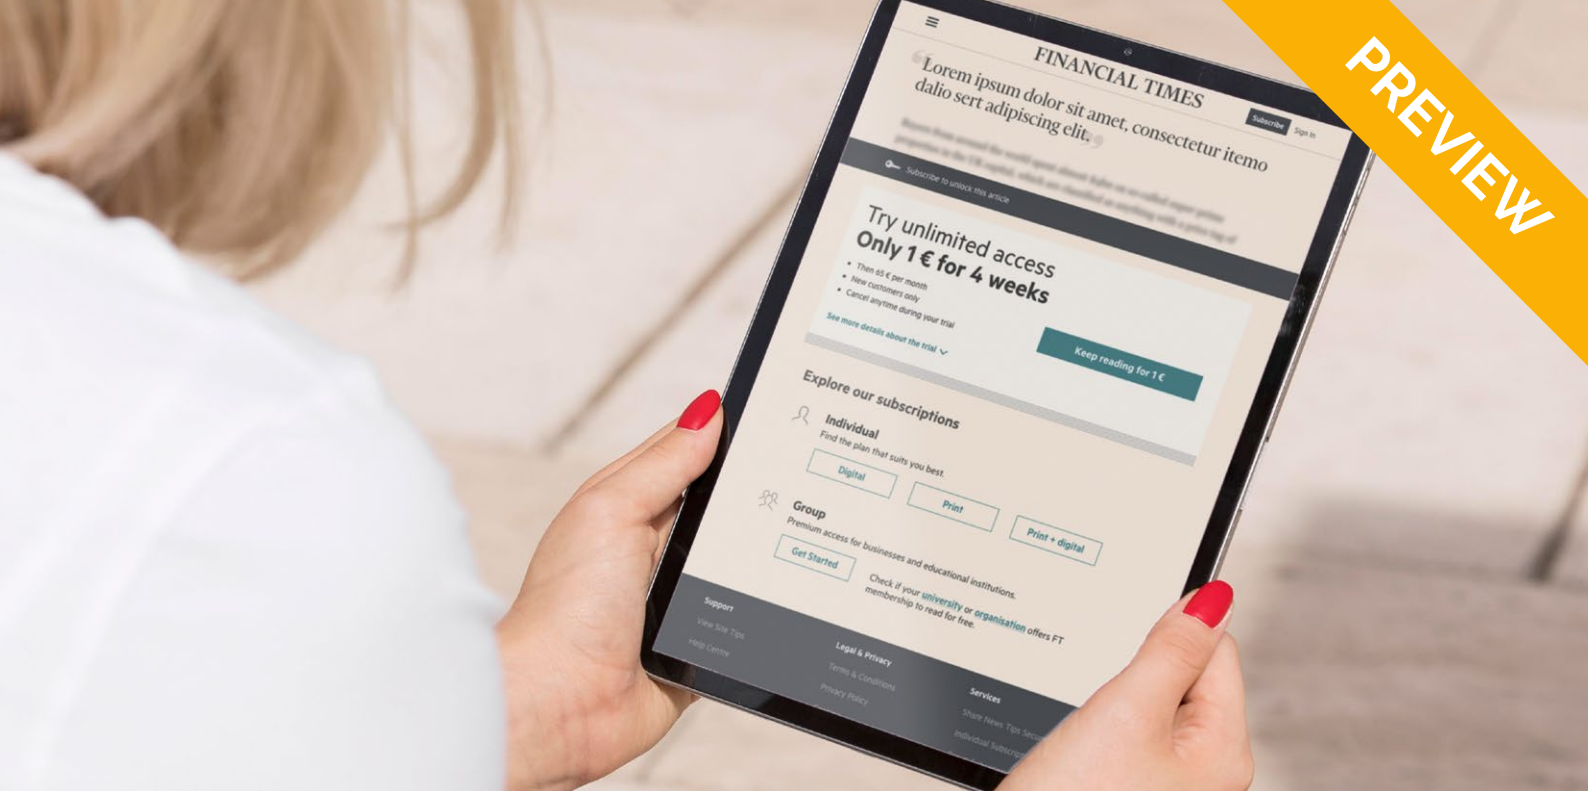 PREVIEW
FINANCIAL TIMES
Subscribe
Sign In
“Lorem ipsum dolor sit amet, consectetur itemo
dalio sert adipiscing elit.”
Subscribe to unlock this article
Try unlimited access
Only 1 € for 4 weeks
• Then 65 € per month
• New customers only
• Cancel anytime during your trial
See more details about the trial
Keep reading for 1 €
Explore our subscriptions
Individual
Find the plan that suits you best.
Digital
Print
Print + digital
Group
Premium access for businesses and educational institutions.
Get Started
Check if your university or organisation offers FT
membership to read for free.
Support
View Site Tips
Help Centre
Legal & Privacy
Terms & Conditions
Privacy Policy
Services
Share News Tips
Individual